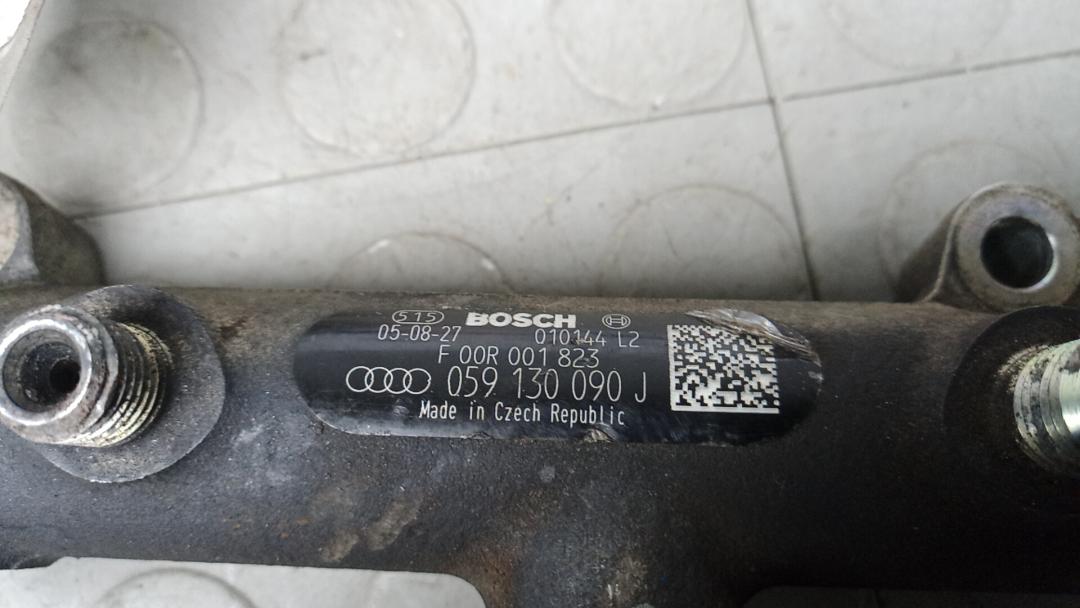 515 BOSCH
05-08-27 010144 L2
F 00R 001 823
059 130 090 J
Made in Czech Republic